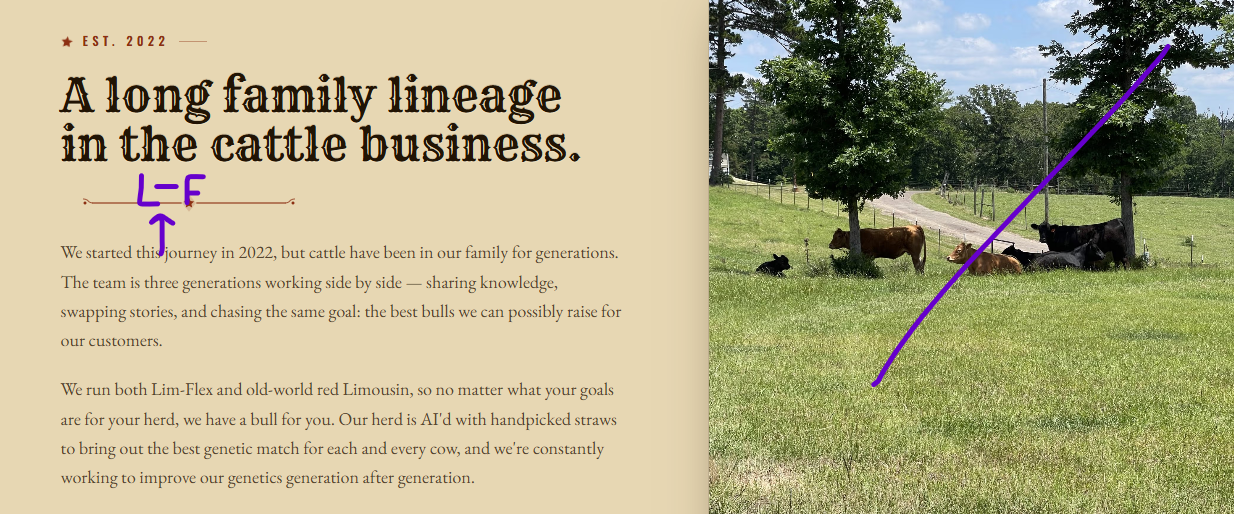 EST. 2022
A long family lineage
in the cattle business.
L-F
We started this journey in 2022, but cattle have been in our family for generations.
The team is three generations working side by side — sharing knowledge,
swapping stories, and chasing the same goal: the best bulls we can possibly raise for
our customers.
We run both Lim-Flex and old-world red Limousin, so no matter what your goals
are for your herd, we have a bull for you. Our herd is AI'd with handpicked straws
to bring out the best genetic match for each and every cow, and we're constantly
working to improve our genetics generation after generation.